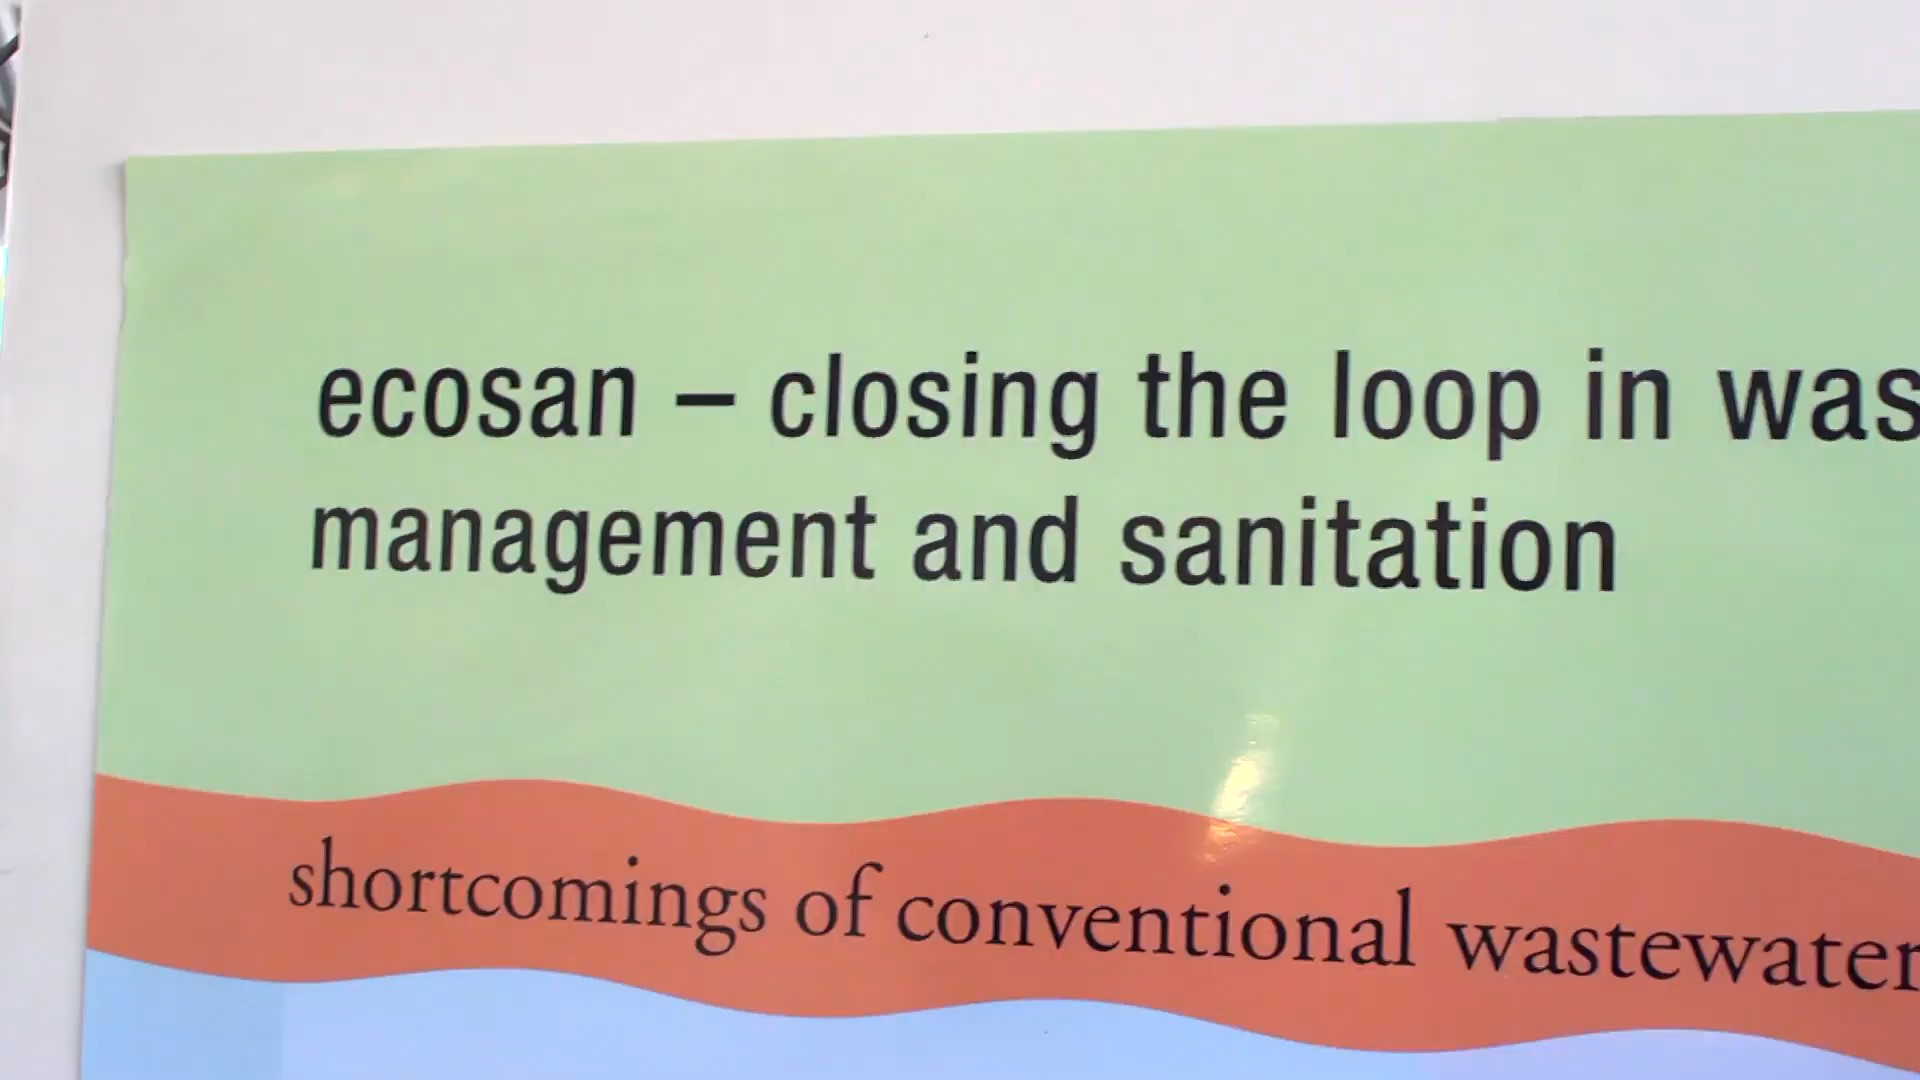 ecosan – closing the loop in was
management and sanitation
shortcomings of conventional wastewater